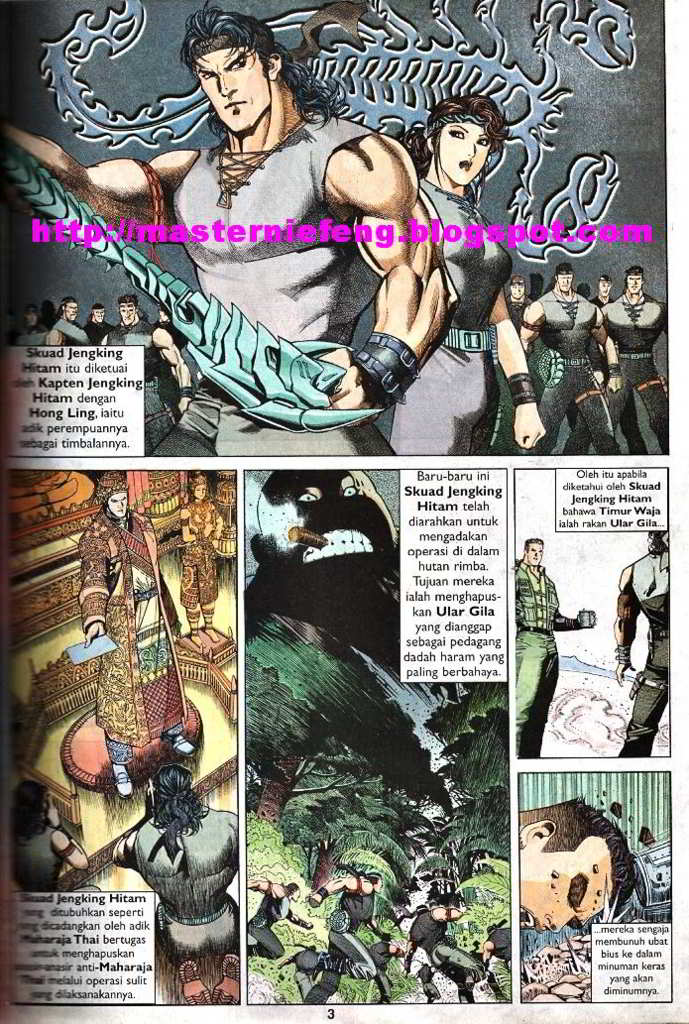 http://masterniefeng.blogspot.com
Skuad Jengking
Hitam itu diketuai
oleh Kapten Jengking
Hitam dengan
Hong Ling, iaitu
adik perempuannya
sebagai timbalannya.
Skuad Jengking Hitam
yang ditubuhkan seperti
yang dicadangkan oleh adik
Maharaja Thai bertugas
untuk menghapuskan
anasir-anasir anti-Maharaja
Thai melalui operasi sulit
yang dilaksanakannya.
Baru-baru ini
Skuad Jengking
Hitam telah
diarahkan untuk
mengadakan
operasi di dalam
hutan rimba.
Tujuan mereka
ialah menghapus-
kan Ular Gila
yang dianggap
sebagai pedagang
dadah haram yang
paling berbahaya.
Oleh itu apabila
diketahui oleh Skuad
Jengking Hitam
bahawa Timur Waja
ialah rakan Ular Gila...
...mereka sengaja
membunuh ubat
bius ke dalam
minuman keras
yang akan
diminumnya.
3